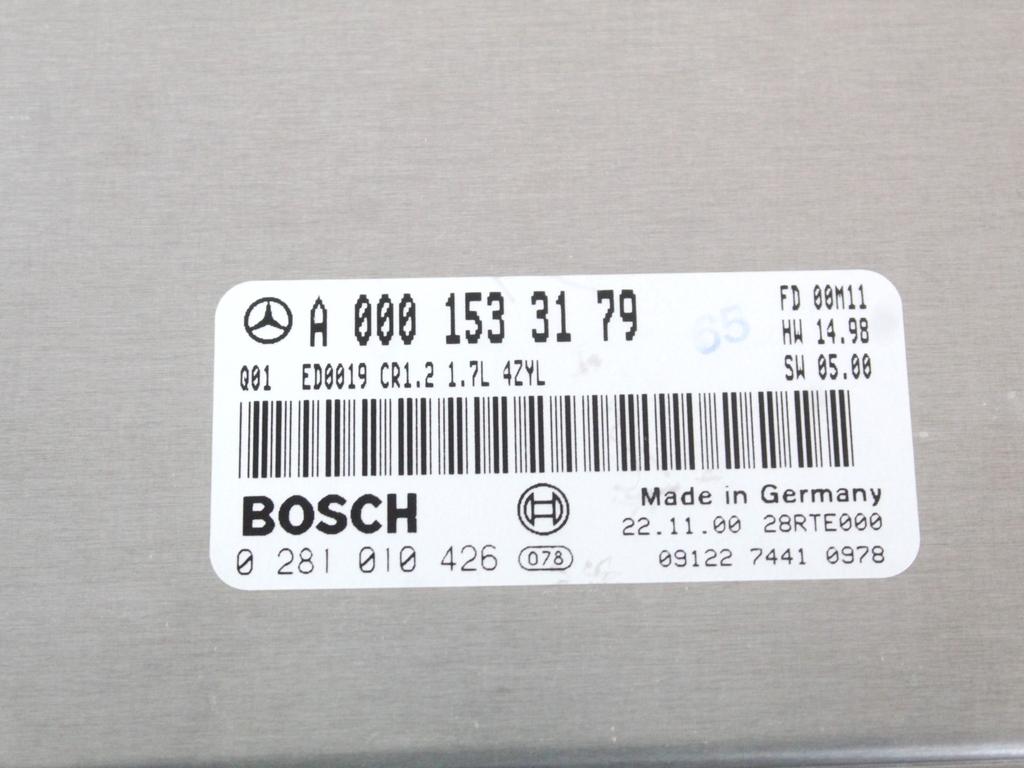 A 000 153 31 79
65
FD 00M11
HW 14.98
SW 05.00
Q01 ED0019 CR1.2 1.7L 4ZYL
BOSCH
Made in Germany
22.11.00 28RTE000
0 281 010 426 078
09122 7441 0978